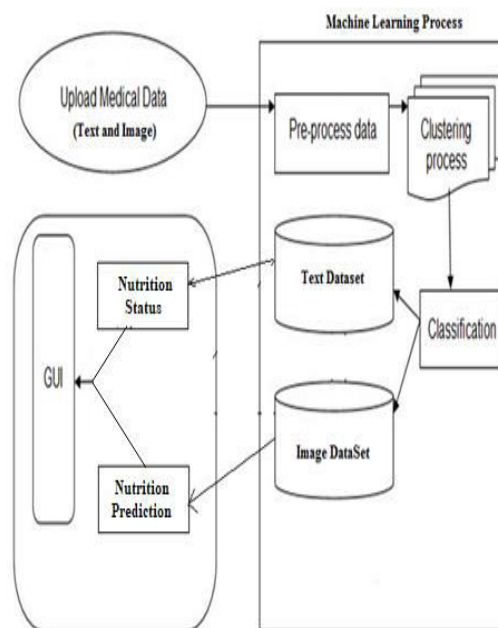 Machine Learning Process
Upload Medical Data
(Text and Image)
Pre-process data
Clustering
process
Text Dataset
Classification
Image DataSet
Nutrition
Status
GUI
Nutrition
Prediction